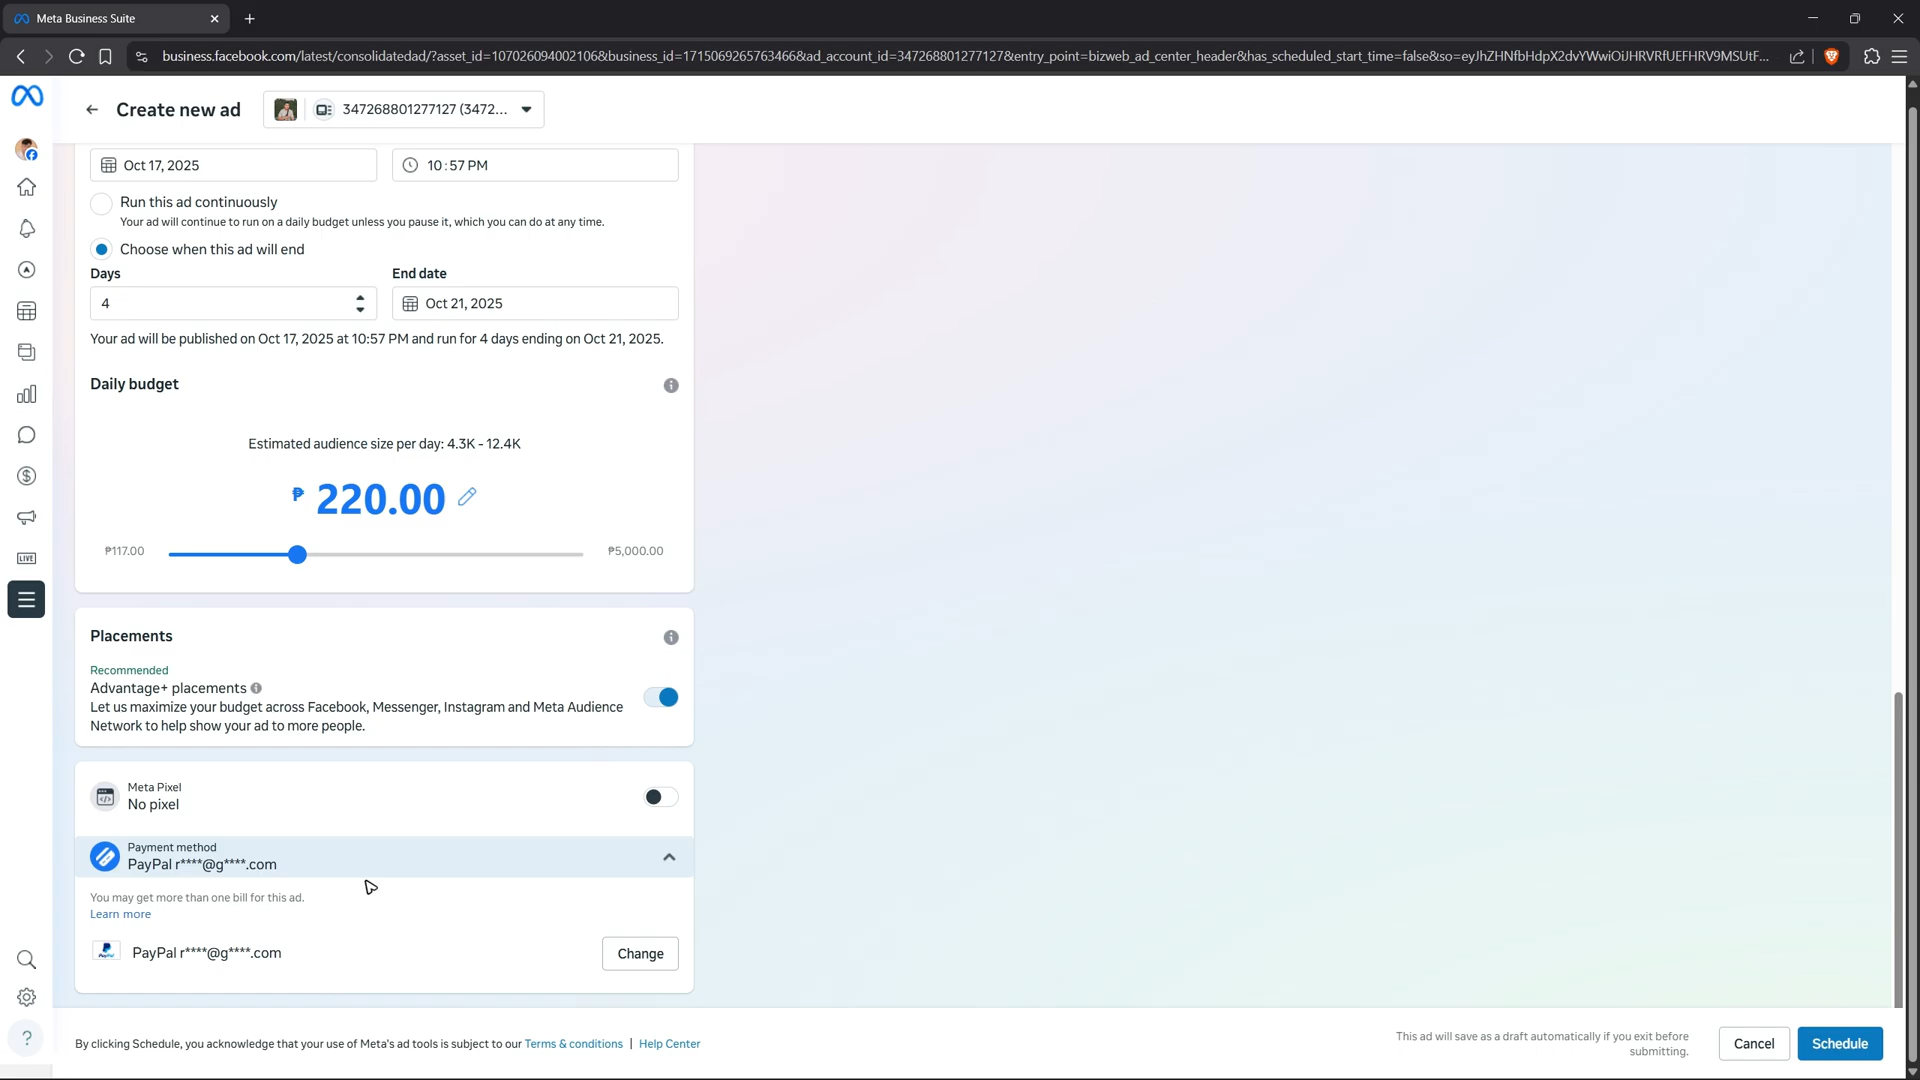 Meta Business Suite
business.facebook.com/latest/consolidatedad/?asset_id=107026094002106&business_id=1715069265763466&ad_account_id=347268801277127&entry_point=bizweb_ad_center_header&has_scheduled_start_time=false&so=eyJhZHNfbHdpX2dvYWwiOiJHRVRfUEFHRV9MSUtF...
Create new ad
347268801277127 (3472...
Oct 17, 2025
10:57 PM
Run this ad continuously
Your ad will continue to run on a daily budget unless you pause it, which you can do at any time.
Choose when this ad will end
Days
End date
4
Oct 21, 2025
Your ad will be published on Oct 17, 2025 at 10:57 PM and run for 4 days ending on Oct 21, 2025.
Daily budget
Estimated audience size per day: 4.3K - 12.4K
₱ 220.00
₱117.00
₱5,000.00
LIVE
Placements
Recommended
Advantage+ placements
Let us maximize your budget across Facebook, Messenger, Instagram and Meta Audience
Network to help show your ad to more people.
Meta Pixel
No pixel
Payment method
PayPal r****@g****.com
You may get more than one bill for this ad.
Learn more
PayPal
PayPal r****@g****.com
Change
By clicking Schedule, you acknowledge that your use of Meta's ad tools is subject to our Terms & conditions | Help Center
This ad will save as a draft automatically if you exit before
submitting.
Cancel
Schedule